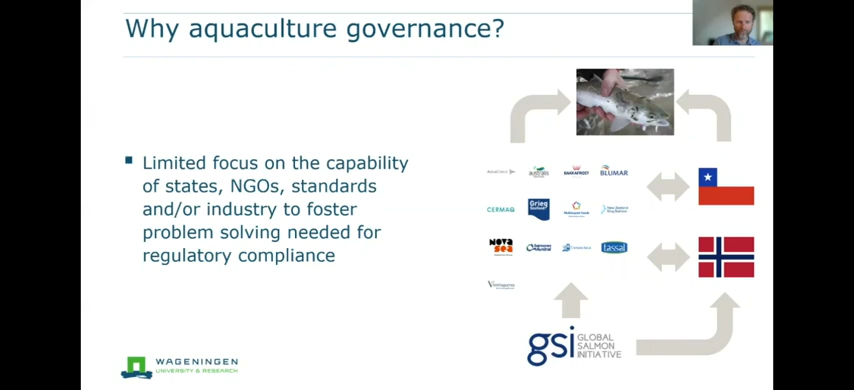 Why aquaculture governance?
Limited focus on the capability
of states, NGOs, standards
and/or industry to foster
problem solving needed for
regulatory compliance
BAKKAFROST
BLUMAR
CERMAQ
Grieg
NOVA
SEA
tassal
gsi GLOBAL
SALMON
INITIATIVE
WAGENINGEN
UNIVERSITY & RESEARCH